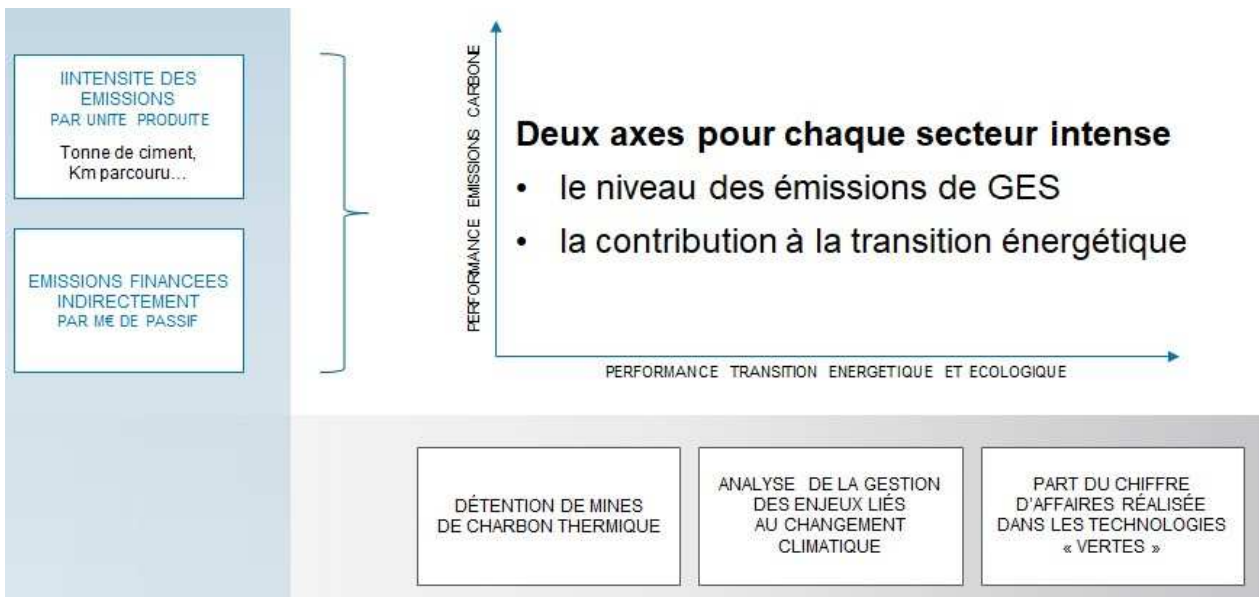 IINTENSITE DES
EMISSIONS
PAR UNITE PRODUITE
Tonne de ciment,
Km parcouru…
EMISSIONS FINANCEES
INDIRECTEMENT
PAR M€ DE PASSIF
PERFORMANCE EMISSIONS CARBONE
Deux axes pour chaque secteur intense
• le niveau des émissions de GES
• la contribution à la transition énergétique
PERFORMANCE TRANSITION ENERGETIQUE ET ECOLOGIQUE
DÉTENTION DE MINES
DE CHARBON THERMIQUE
ANALYSE DE LA GESTION
DES ENJEUX LIÉS
AU CHANGEMENT
CLIMATIQUE
PART DU CHIFFRE
D'AFFAIRES RÉALISÉE
DANS LES TECHNOLOGIES
« VERTES »